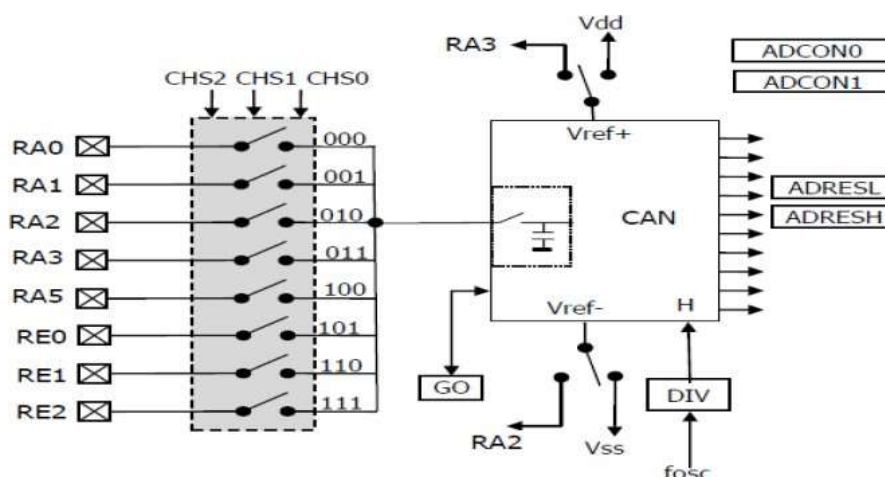 RA3
Vdd
ADCON0
CHS2 CHS1 CHS0
ADCON1
RA0
000
Vref+
RA1
001
RA2
010
CAN
ADRESL
ADRESH
RA3
011
RA5
100
Vref-
H
RE0
101
RE1
110
GO
DIV
RE2
111
RA2
Vss
fosc